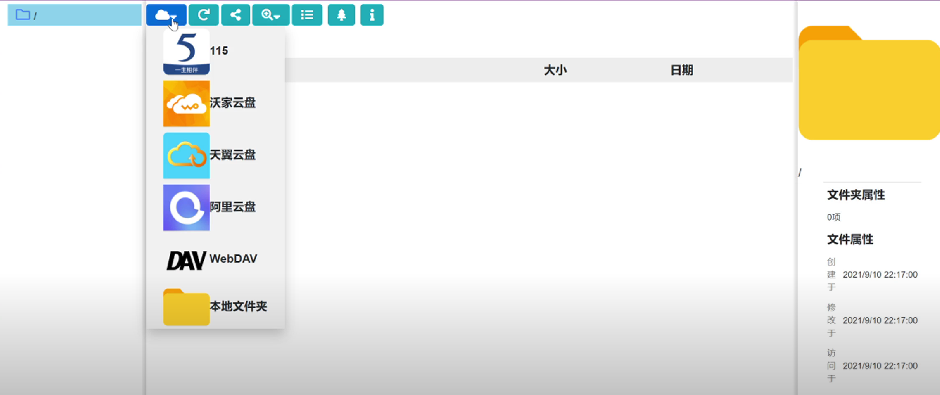 /
5
一生相伴
115
沃家云盘
天翼云盘
阿里云盘
DAV WebDAV
本地文件夹
大小 日期
/
文件夹属性
0项
文件属性
创建于 2021/9/10 22:17:00
修改于 2021/9/10 22:17:00
访问于 2021/9/10 22:17:00